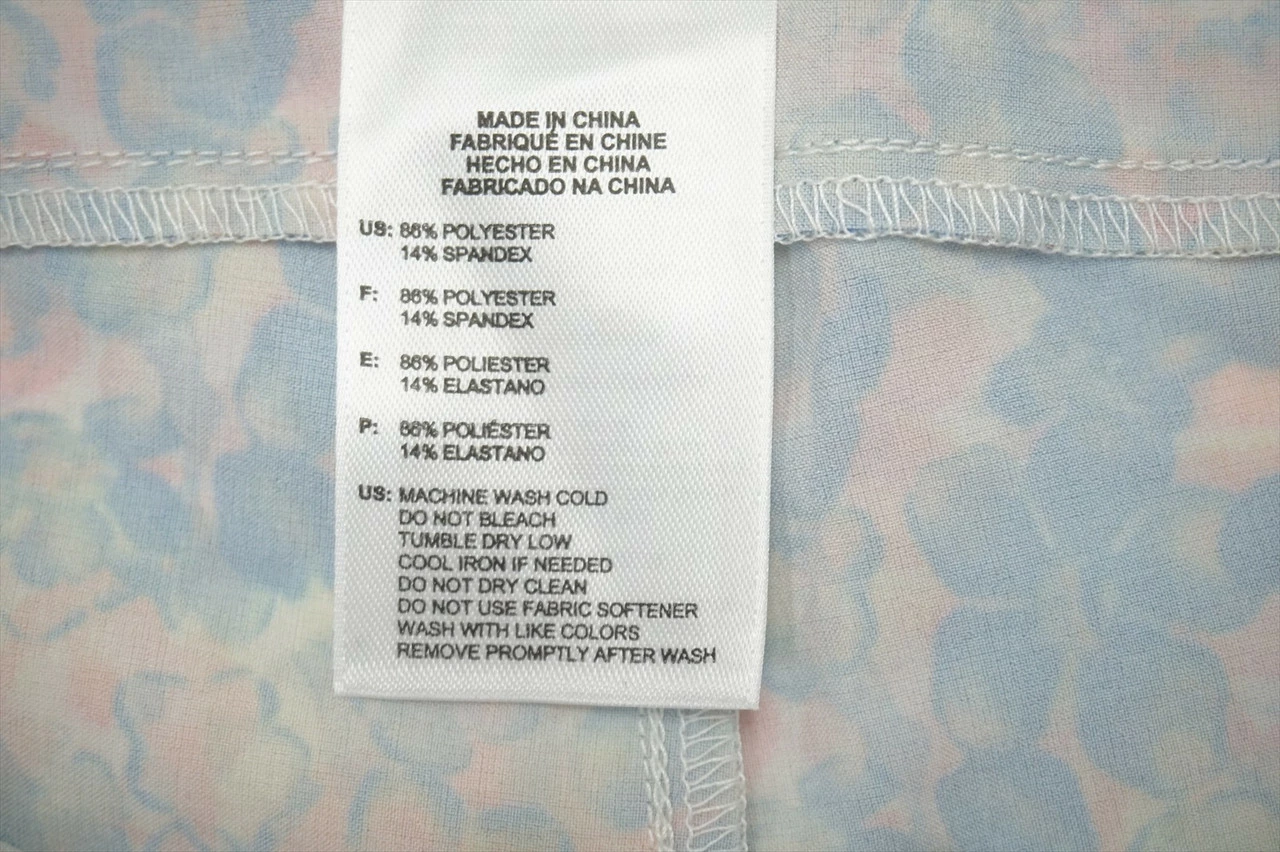 MADE IN CHINA
FABRIQUÉ EN CHINE
HECHO EN CHINA
FABRICADO NA CHINA
US: 86% POLYESTER
14% SPANDEX
F: 86% POLYESTER
14% SPANDEX
E: 86% POLIESTER
14% ELASTANO
P: 86% POLIÉSTER
14% ELASTANO
US: MACHINE WASH COLD
DO NOT BLEACH
TUMBLE DRY LOW
COOL IRON IF NEEDED
DO NOT DRY CLEAN
DO NOT USE FABRIC SOFTENER
WASH WITH LIKE COLORS
REMOVE PROMPTLY AFTER WASH